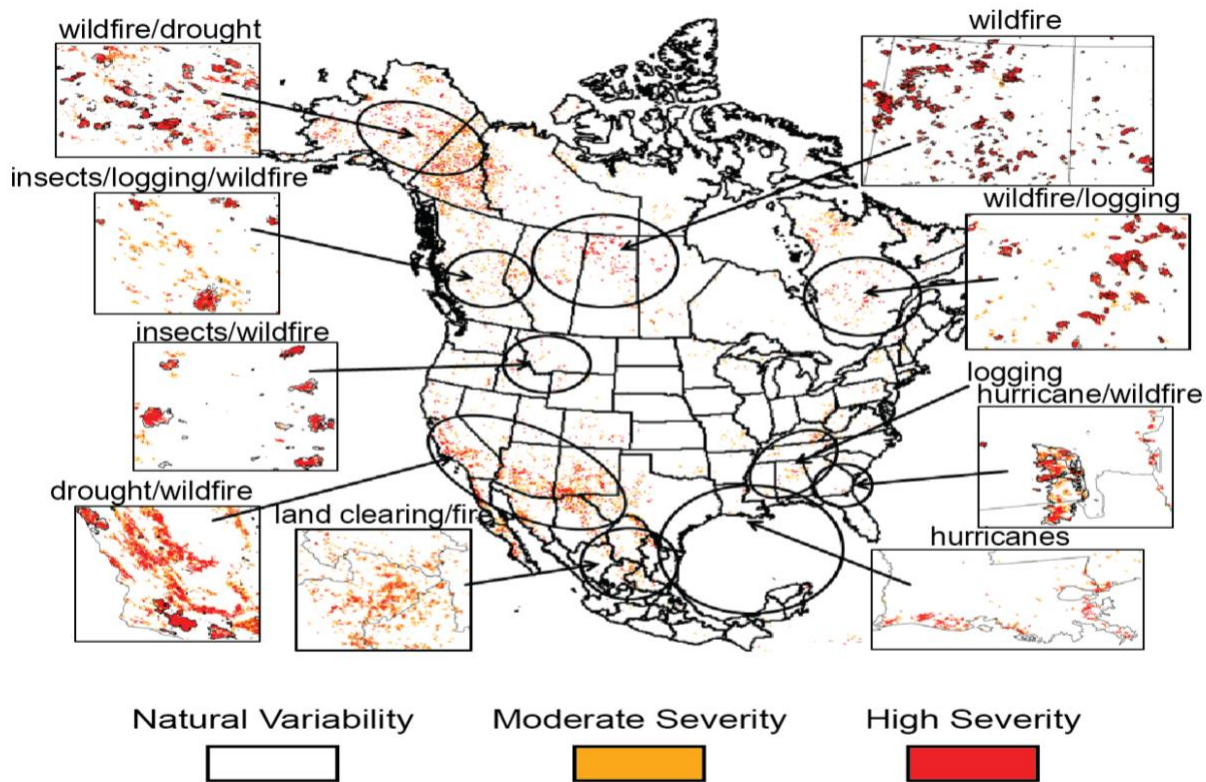 wildfire/drought
wildfire
insects/logging/wildfire
wildfire/logging
insects/wildfire
logging
hurricane/wildfire
drought/wildfire
land clearing/fire
hurricanes
Natural Variability
Moderate Severity
High Severity